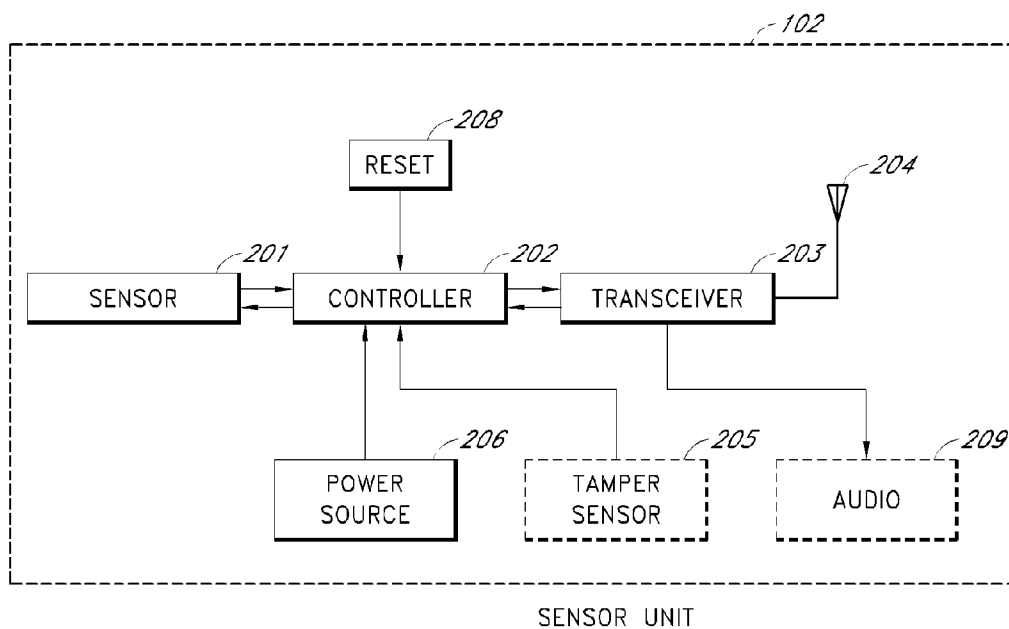 102
208
RESET
204
201
202
203
SENSOR
CONTROLLER
TRANSCEIVER
206
205
209
POWER
SOURCE
TAMPER
SENSOR
AUDIO
SENSOR UNIT